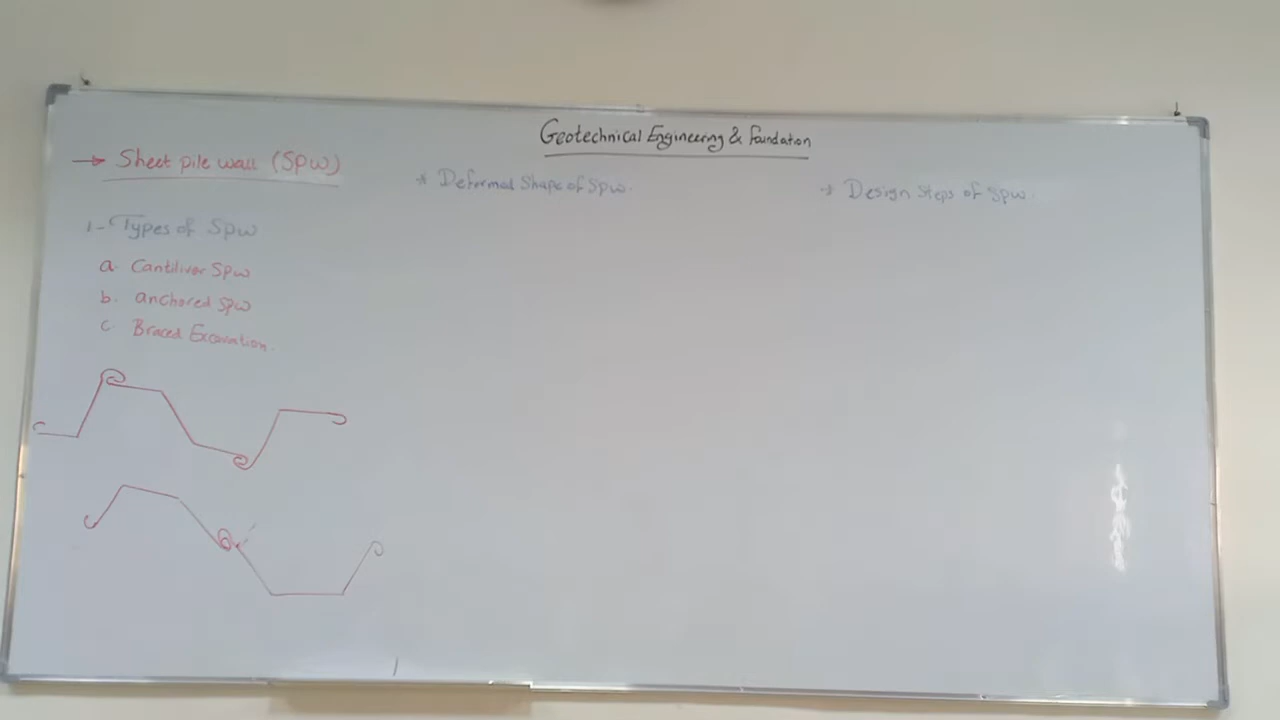 Geotechnical Engineering & Foundation
→ Sheet pile wall (SPW)
1- Types of SPW
a. Cantiliver SPW
b. anchored SPW
c. Braced Excavation.
* Deformed Shape of SPW.
* Design Steps of SPW.